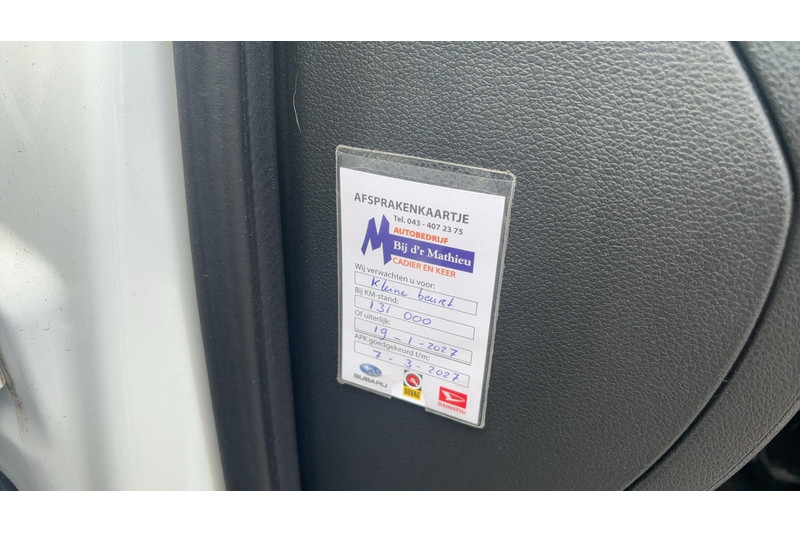 AFSPRAKENKAARTJE
Tel. 043 - 407 23 75
AUTOBEDRIJF
M Bij d'r Mathieu
CADIER EN KEER
Wij verwachten u voor:
Kleine beurt
Bij KM-stand:
131 000
Of uiterlijk:
19 - 1 - 2027
APK goedgekeurd t/m:
7 - 3 - 2027
SUBARU
BOVAG
DAIHATSU